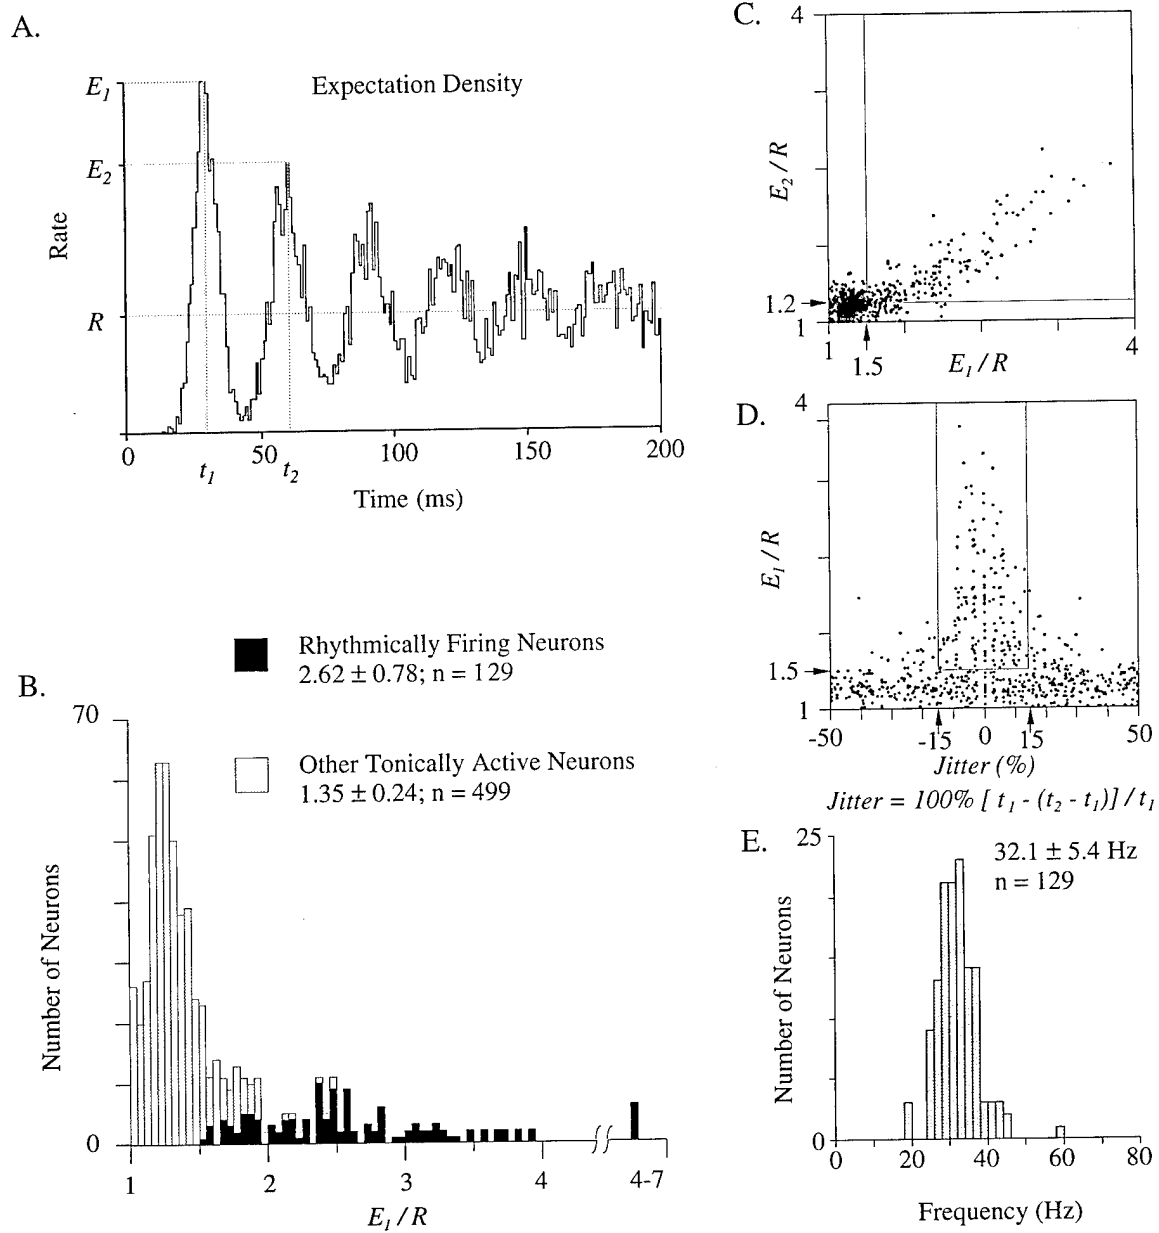 A.
Expectation Density
E1
E2
Rate
R
0 50 100 150 200
t1 t2
Time (ms)
Rhythmically Firing Neurons
2.62 ± 0.78; n = 129
B.
70
Other Tonically Active Neurons
1.35 ± 0.24; n = 499
Number of Neurons
0
1 2 3 4 4-7
E1 / R
C.
4
E2 / R
1.2
1
1 1.5 4
E1 / R
D.
4
E1 / R
1.5
1
-50 -15 0 15 50
Jitter (%)
Jitter = 100% [ t1 - (t2 - t1)] / t1
E.
25
32.1 ± 5.4 Hz
n = 129
Number of Neurons
0
0 20 40 60 80
Frequency (Hz)